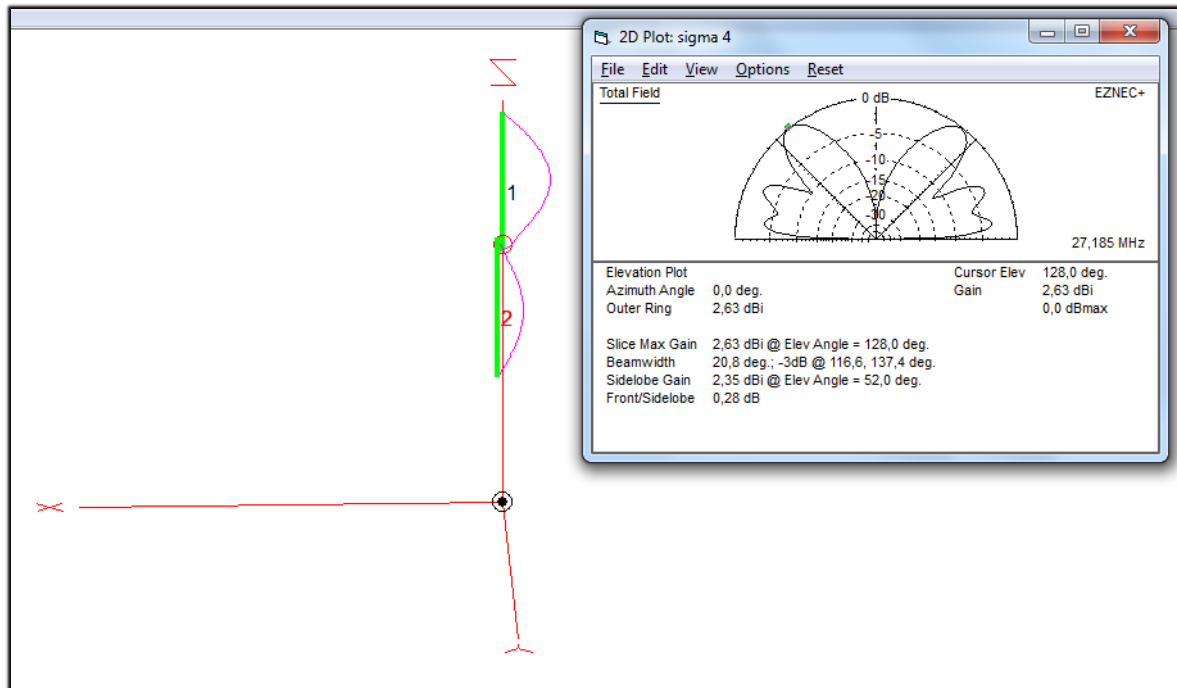 2D Plot: sigma 4
File Edit View Options Reset
Total Field
EZNEC+
0 dB
-5
-10
-15
-20
-30
27,185 MHz
Elevation Plot
Cursor Elev 128,0 deg.
Azimuth Angle 0,0 deg.
Gain 2,63 dBi
Outer Ring 2,63 dBi
0,0 dBmax
Slice Max Gain 2,63 dBi @ Elev Angle = 128,0 deg.
Beamwidth 20,8 deg.; -3dB @ 116,6, 137,4 deg.
Sidelobe Gain 2,35 dBi @ Elev Angle = 52,0 deg.
Front/Sidelobe 0,28 dB
Z
1
2
X
Y